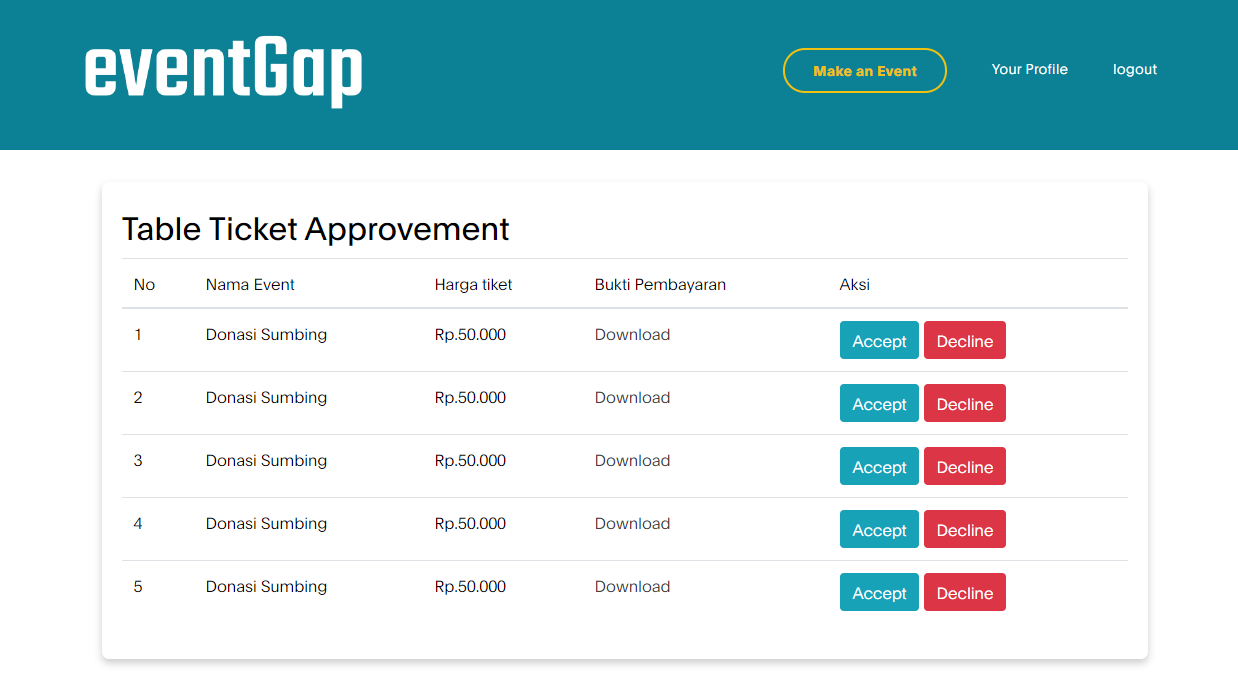 eventGap
Make an Event Your Profile logout
Table Ticket Approvement
No Nama Event Harga tiket Bukti Pembayaran Aksi
1 Donasi Sumbing Rp.50.000 Download Accept Decline
2 Donasi Sumbing Rp.50.000 Download Accept Decline
3 Donasi Sumbing Rp.50.000 Download Accept Decline
4 Donasi Sumbing Rp.50.000 Download Accept Decline
5 Donasi Sumbing Rp.50.000 Download Accept Decline